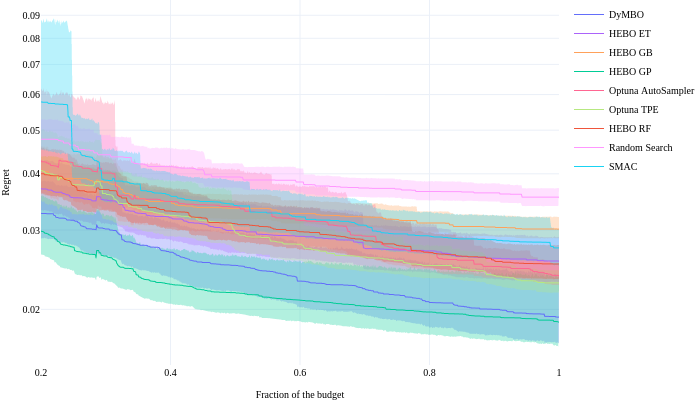 0.09
0.08
0.07
0.06
0.05
0.04
0.03
0.02
Regret
0.2
0.4
0.6
0.8
1
Fraction of the budget
DyMBO
HEBO ET
HEBO GB
HEBO GP
Optuna AutoSampler
Optuna TPE
HEBO RF
Random Search
SMAC